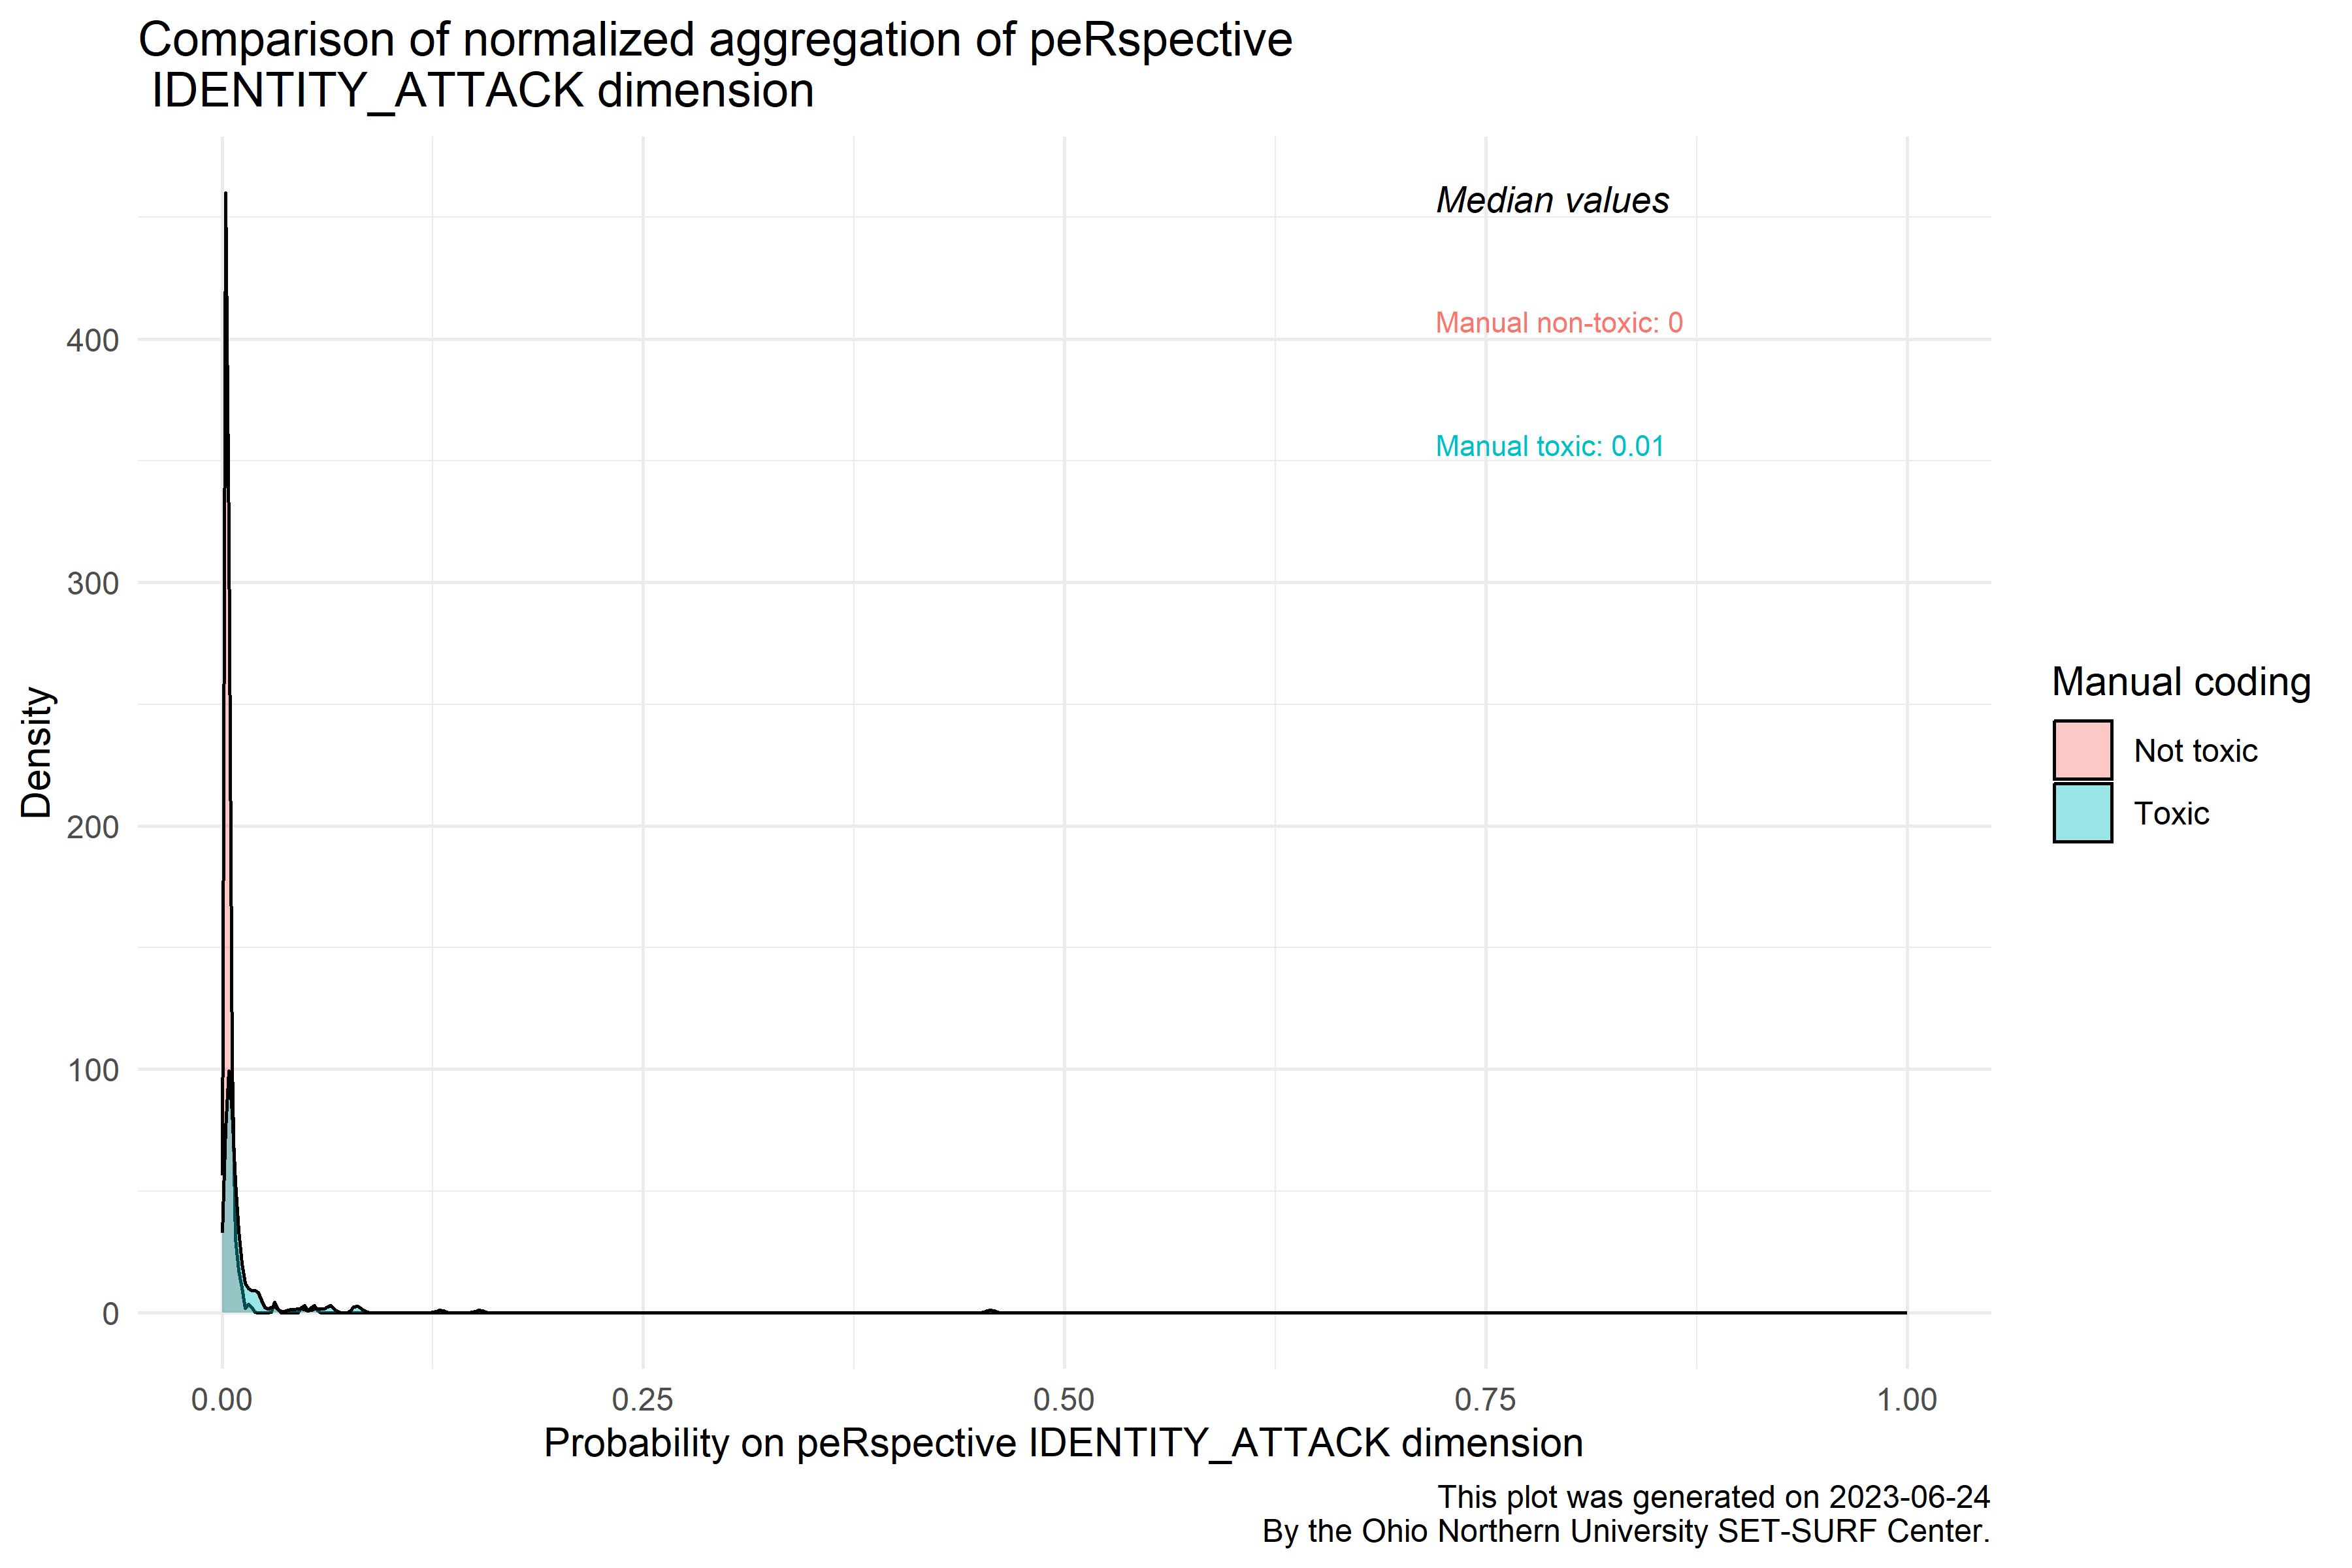 Comparison of normalized aggregation of peRspective
IDENTITY_ATTACK dimension
Median values
Manual non-toxic: 0
Manual toxic: 0.01
400
300
200
100
0
Density
0.00 0.25 0.50 0.75 1.00
Probability on peRspective IDENTITY_ATTACK dimension
Manual coding
Not toxic
Toxic
This plot was generated on 2023-06-24
By the Ohio Northern University SET-SURF Center.